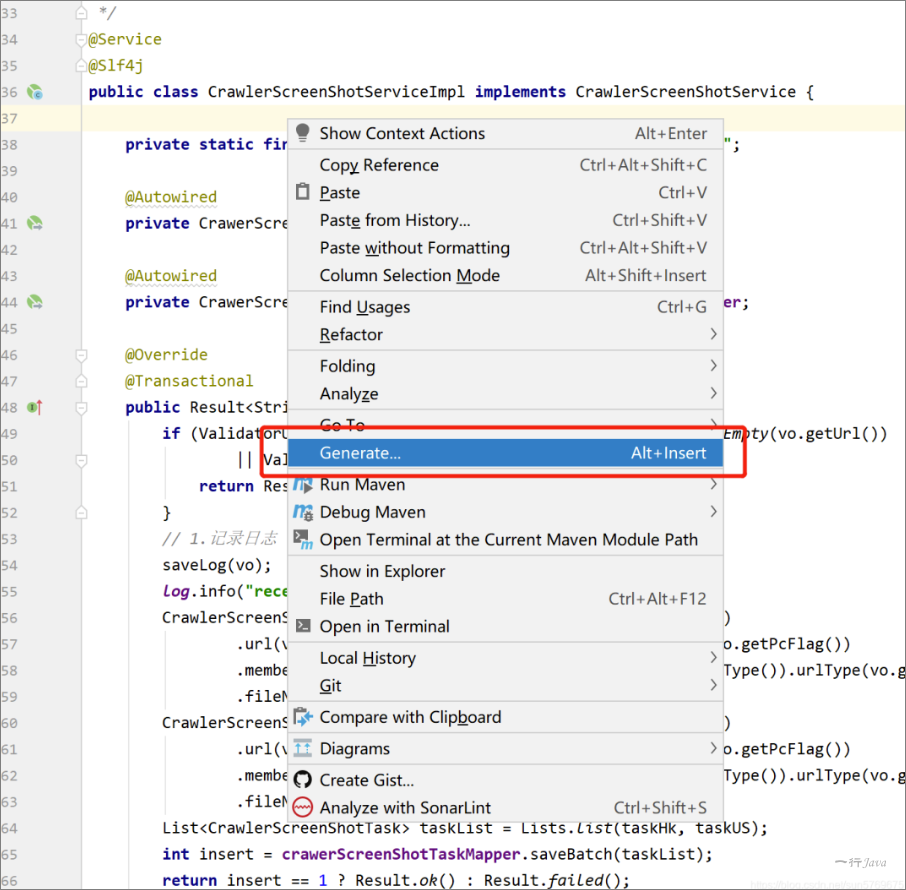 33 */
34 @Service
35 @Slf4j
36 public class CrawlerScreenShotServiceImpl implements CrawlerScreenShotService {
37
38 private static fin ";
39
40 @Autowired
41 private CrawerScre
42
43 @Autowired
44 private CrawerScre er;
45
46 @Override
47 @Transactional
48 public Result<Stri
49 if (ValidatorU Empty(vo.getUrl())
50 || Val
51 return Res
52 }
53 // 1.记录日志
54 saveLog(vo);
55 log.info("rece
56 CrawlerScreenS )
57 .url(v o.getPcFlag())
58 .membe Type()).urlType(vo.g
59 .fileN
60 CrawlerScreenS )
61 .url(v o.getPcFlag())
62 .membe Type()).urlType(vo.g
63 .fileN
64 List<CrawlerScreenShotTask> taskList = Lists.list(taskHk, taskUS);
65 int insert = crawerScreenShotTaskMapper.saveBatch(taskList);
66 return insert == 1 ? Result.ok() : Result.failed();
Show Context Actions Alt+Enter
Copy Reference Ctrl+Alt+Shift+C
Paste Ctrl+V
Paste from History... Ctrl+Shift+V
Paste without Formatting Ctrl+Alt+Shift+V
Column Selection Mode Alt+Shift+Insert
Find Usages Ctrl+G
Refactor
Folding
Analyze
Go To
Generate... Alt+Insert
Run Maven
Debug Maven
Open Terminal at the Current Maven Module Path
Show in Explorer
File Path Ctrl+Alt+F12
Open in Terminal
Local History
Git
Compare with Clipboard
Diagrams
Create Gist...
Analyze with SonarLint Ctrl+Shift+S
一行Java